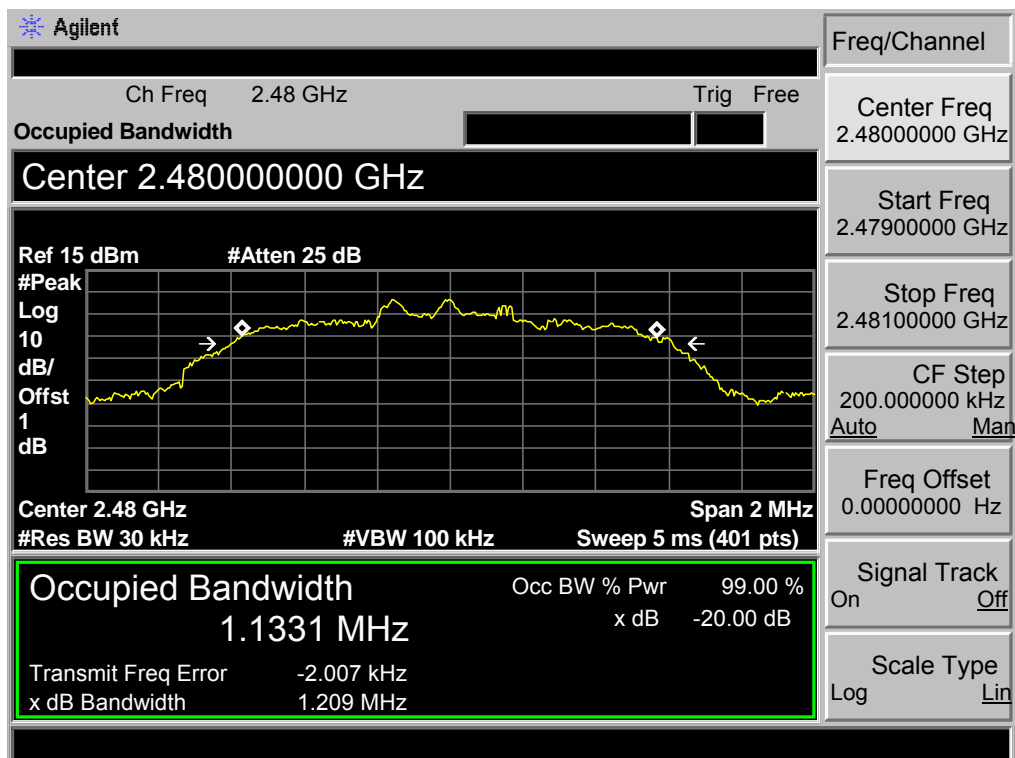 Agilent
Freq/Channel
Ch Freq 2.48 GHz Trig Free
Occupied Bandwidth
Center 2.480000000 GHz
Ref 15 dBm #Atten 25 dB
#Peak
Log
10
dB/
Offst
1
dB
Center 2.48 GHz Span 2 MHz
#Res BW 30 kHz #VBW 100 kHz Sweep 5 ms (401 pts)
Occupied Bandwidth Occ BW % Pwr 99.00 %
1.1331 MHz x dB -20.00 dB
Transmit Freq Error -2.007 kHz
x dB Bandwidth 1.209 MHz
Center Freq
2.48000000 GHz
Start Freq
2.47900000 GHz
Stop Freq
2.48100000 GHz
CF Step
200.000000 kHz
Auto Man
Freq Offset
0.00000000 Hz
Signal Track
On Off
Scale Type
Log Lin